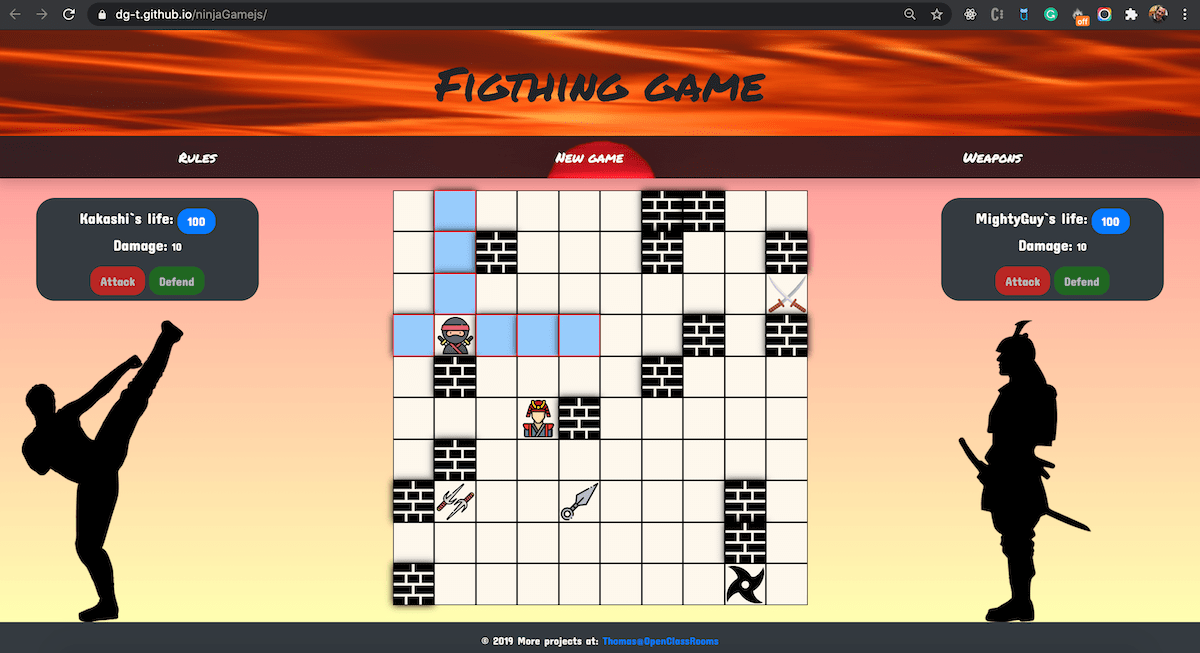 dg-t.github.io/ninjaGamejs/
off
Figthing game
Rules
New game
Weapons
Kakashi`s life: 100
Damage: 10
Attack Defend
MightyGuy`s life: 100
Damage: 10
Attack Defend
© 2019 More projects at: Thomas@OpenClassRooms